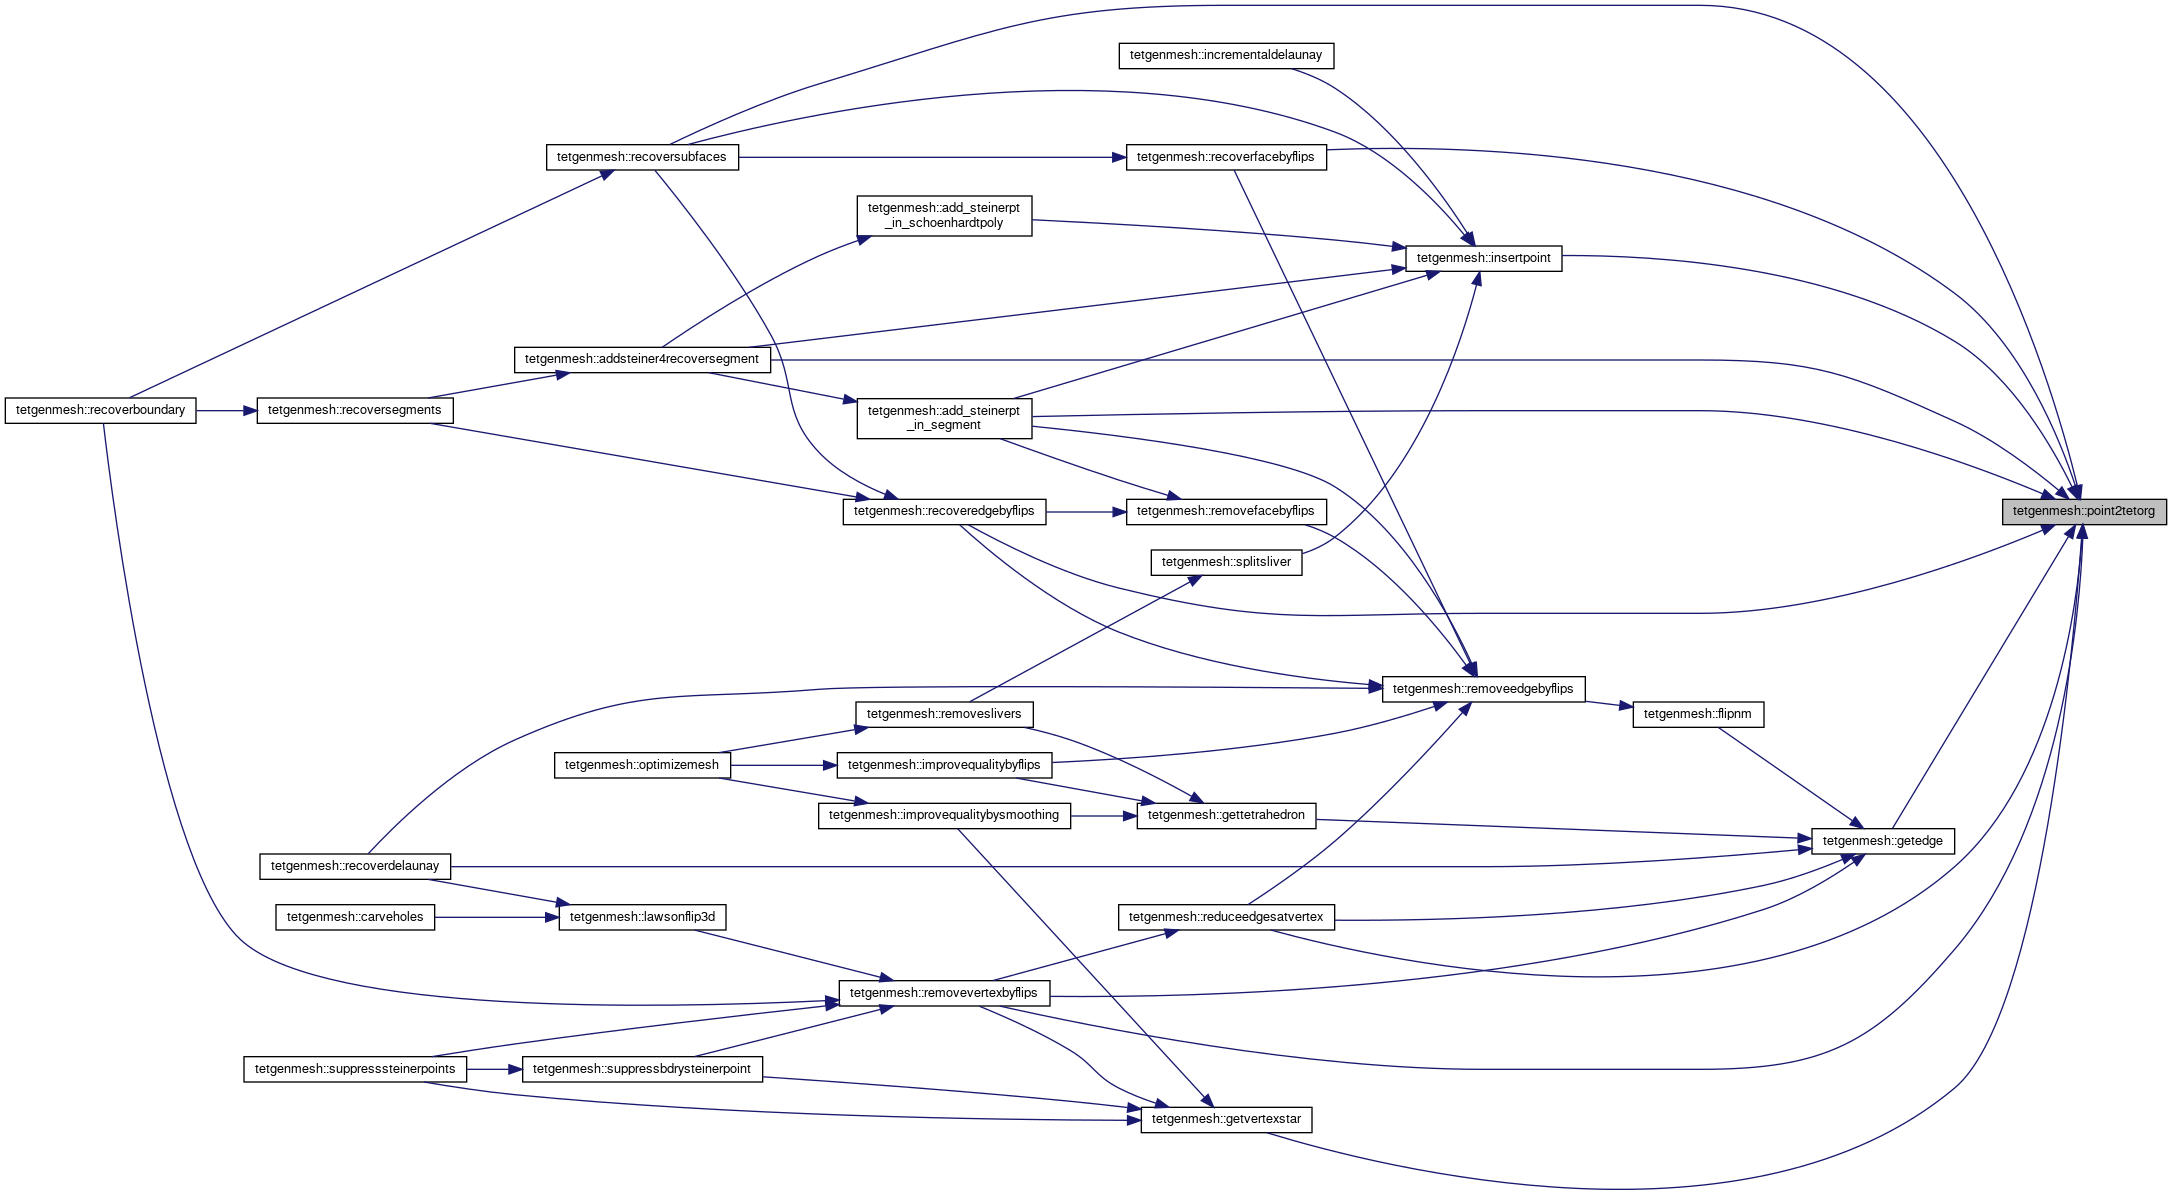 tetgenmesh::incrementaldelaunay
tetgenmesh::recoversubfaces
tetgenmesh::recoverfacebyflips
tetgenmesh::add_steinerpt
_in_schoenhardtpoly
tetgenmesh::insertpoint
tetgenmesh::addsteiner4recoversegment
tetgenmesh::recoverboundary
tetgenmesh::recoversegments
tetgenmesh::add_steinerpt
_in_segment
tetgenmesh::recoveredgebyflips
tetgenmesh::removefacebyflips
tetgenmesh::point2tetorg
tetgenmesh::splitsliver
tetgenmesh::removeedgebyflips
tetgenmesh::removeslivers
tetgenmesh::flipnm
tetgenmesh::optimizemesh
tetgenmesh::improvequalitybyflips
tetgenmesh::improvequalitybysmoothing
tetgenmesh::gettetrahedron
tetgenmesh::getedge
tetgenmesh::recoverdelaunay
tetgenmesh::carveholes
tetgenmesh::lawsonflip3d
tetgenmesh::reduceedgesatvertex
tetgenmesh::removevertexbyflips
tetgenmesh::suppresssteinerpoints
tetgenmesh::suppressbdrysteinerpoint
tetgenmesh::getvertexstar